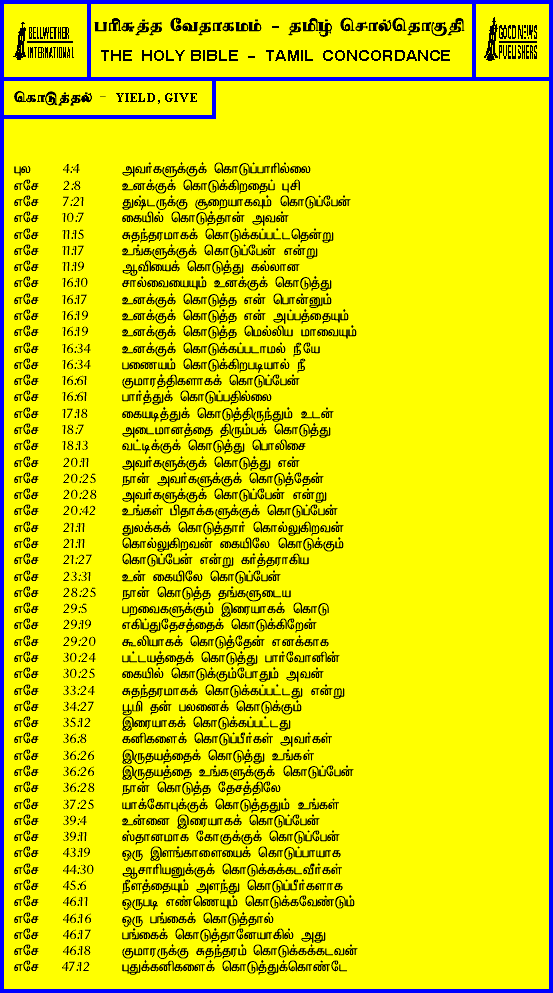 BELLWETHER
INTERNATIONAL
பரிசுத்த வேதாகமம் - தமிழ் சொல்தொகுதி
THE HOLY BIBLE - TAMIL CONCORDANCE
GOOD NEWS
PUBLISHERS
கொடுத்தல் - YIELD, GIVE
புல 4:4 அவர்களுக்குக் கொடுப்பாரில்லை
எசே 2:8 உனக்குக் கொடுக்கிறதைப் புசி
எசே 7:21 துஷ்டருக்கு சூறையாகவும் கொடுப்பேன்
எசே 10:7 கையில் கொடுத்தான் அவன்
எசே 11:15 சுதந்தரமாகக் கொடுக்கப்பட்டதென்று
எசே 11:17 உங்களுக்குக் கொடுப்பேன் என்று
எசே 11:19 ஆவியைக் கொடுத்து கல்லான
எசே 16:10 சால்வையையும் உனக்குக் கொடுத்து
எசே 16:17 உனக்குக் கொடுத்த என் பொன்னும்
எசே 16:19 உனக்குக் கொடுத்த என் அப்பத்தையும்
எசே 16:19 உனக்குக் கொடுத்த மெல்லிய மாவையும்
எசே 16:34 உனக்குக் கொடுக்கப்படாமல் நீயே
எசே 16:34 பணையம் கொடுக்கிறபடியால் நீ
எசே 16:61 குமாரத்திகளாகக் கொடுப்பேன்
எசே 16:61 பார்த்துக் கொடுப்பதில்லை
எசே 17:18 கையடித்துக் கொடுத்திருந்தும் உடன்
எசே 18:7 அடைமானத்தை திரும்பக் கொடுத்து
எசே 18:13 வட்டிக்குக் கொடுத்து பொலிசை
எசே 20:11 அவர்களுக்குக் கொடுத்து என்
எசே 20:25 நான் அவர்களுக்குக் கொடுத்தேன்
எசே 20:28 அவர்களுக்குக் கொடுப்பேன் என்று
எசே 20:42 உங்கள் பிதாக்களுக்குக் கொடுப்பேன்
எசே 21:11 துலக்கக் கொடுத்தார் கொல்லுகிறவன்
எசே 21:11 கொல்லுகிறவன் கையிலே கொடுக்கும்
எசே 21:27 கொடுப்பேன் என்று கர்த்தராகிய
எசே 23:31 உன் கையிலே கொடுப்பேன்
எசே 28:25 நான் கொடுத்த தங்களுடைய
எசே 29:5 பறவைகளுக்கும் இரையாகக் கொடு
எசே 29:19 எகிப்துதேசத்தைக் கொடுக்கிறேன்
எசே 29:20 கூலியாகக் கொடுத்தேன் எனக்காக
எசே 30:24 பட்டயத்தைக் கொடுத்து பார்வோனின்
எசே 30:25 கையில் கொடுக்கும்போதும் அவன்
எசே 33:24 சுதந்தரமாகக் கொடுக்கப்பட்டது என்று
எசே 34:27 பூமி தன் பலனைக் கொடுக்கும்
எசே 35:12 இரையாகக் கொடுக்கப்பட்டது
எசே 36:8 கனிகளைக் கொடுப்பீர்கள் அவர்கள்
எசே 36:26 இருதயத்தைக் கொடுத்து உங்கள்
எசே 36:26 இருதயத்தை உங்களுக்குக் கொடுப்பேன்
எசே 36:28 நான் கொடுத்த தேசத்திலே
எசே 37:25 யாக்கோபுக்குக் கொடுத்ததும் உங்கள்
எசே 39:4 உன்னை இரையாகக் கொடுப்பேன்
எசே 39:11 ஸ்தானமாக கோகுக்குக் கொடுப்பேன்
எசே 43:19 ஒரு இளங்காளையைக் கொடுப்பாயாக
எசே 44:30 ஆசாரியனுக்குக் கொடுக்கக்கடவீர்கள்
எசே 45:6 நீளத்தையும் அளந்து கொடுப்பீர்களாக
எசே 46:11 ஒருபடி எண்ணெயும் கொடுக்கவேண்டும்
எசே 46:16 ஒரு பங்கைக் கொடுத்தால்
எசே 46:17 பங்கைக் கொடுத்தானேயாகில் அது
எசே 46:18 குமாரருக்கு சுதந்தரம் கொடுக்கக்கடவன்
எசே 47:12 புதுக்கனிகளைக் கொடுத்துக்கொண்டே